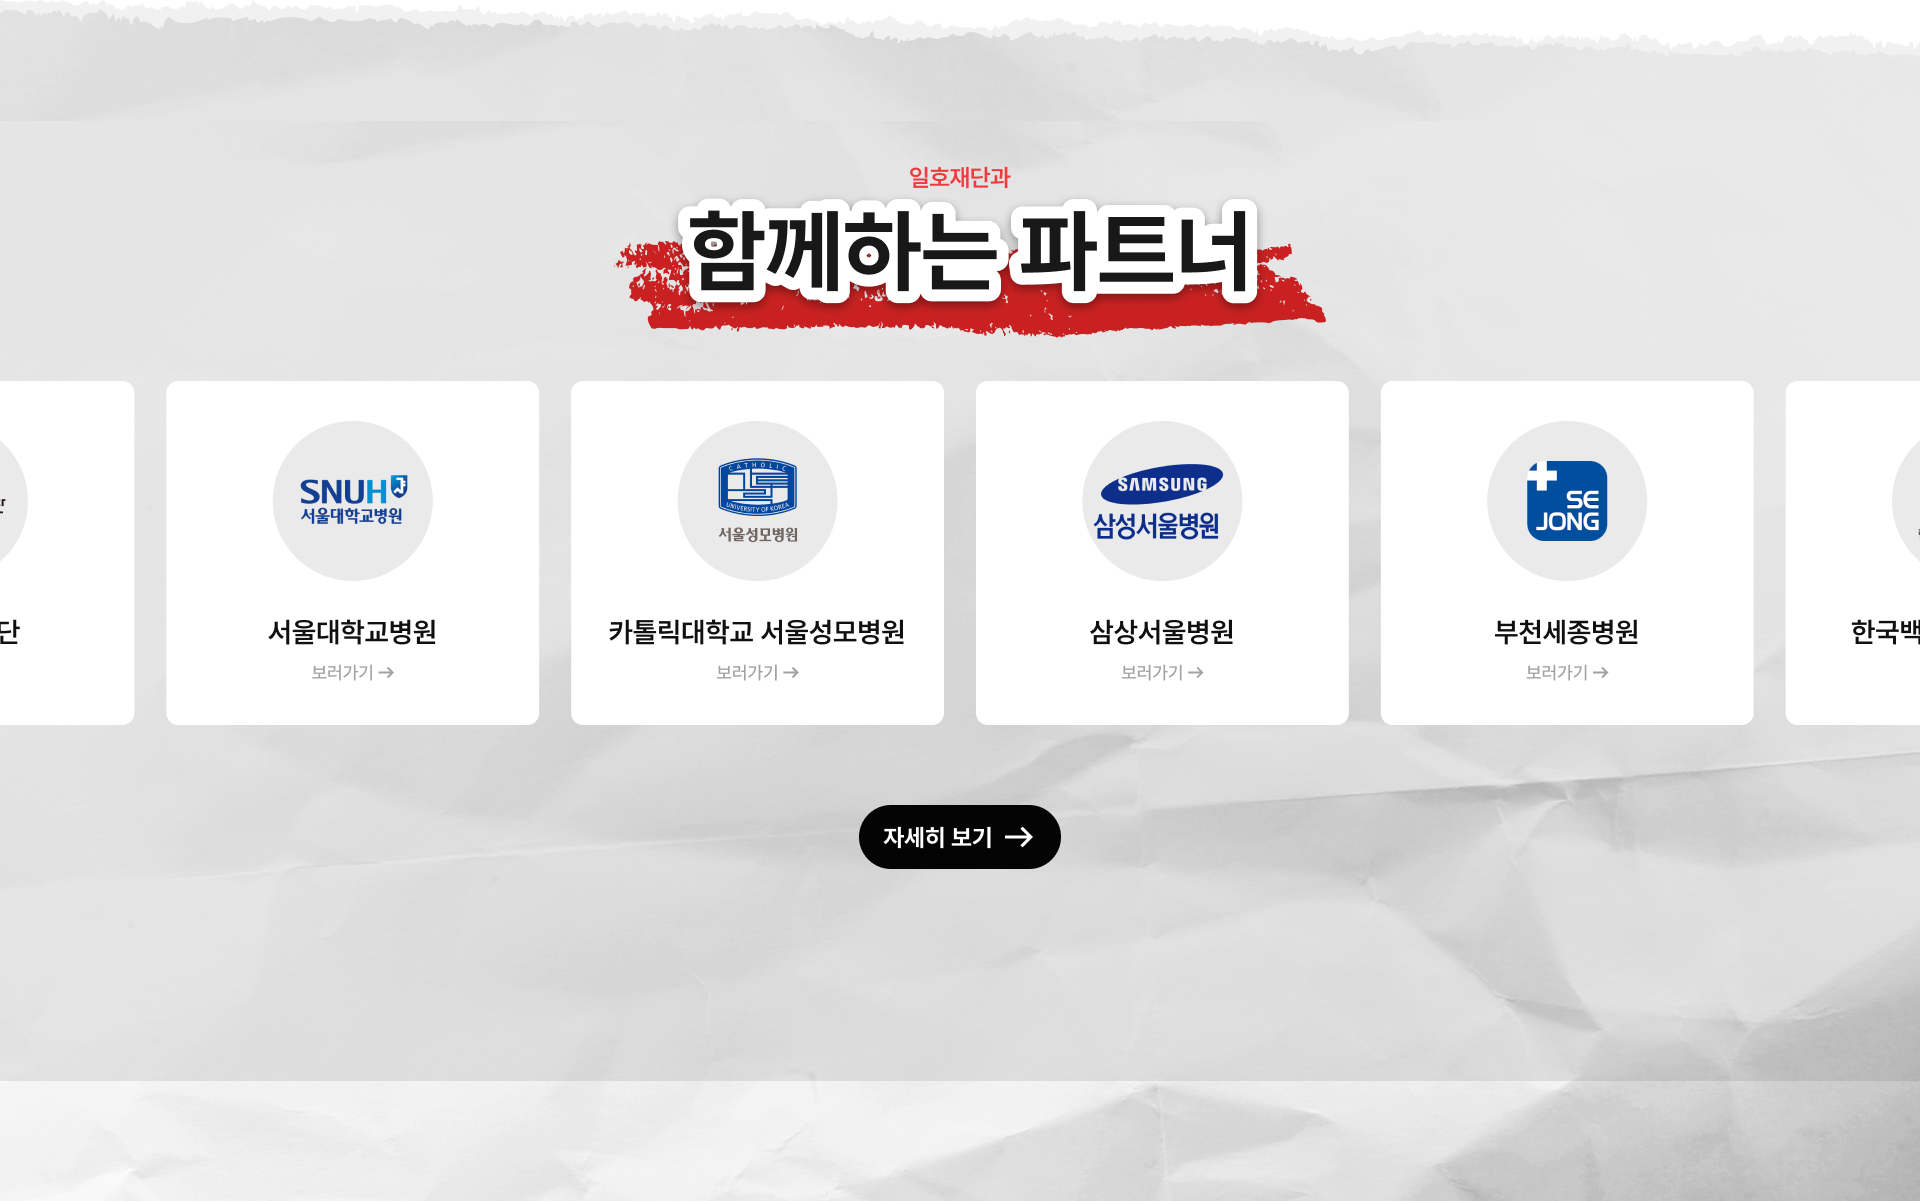 일호재단과
함께하는 파트너
단
SNUH
서울대학교병원
서울대학교병원
보러가기 →
CATHOLIC
UNIVERSITY OF KOREA
서울성모병원
카톨릭대학교 서울성모병원
보러가기 →
SAMSUNG
삼성서울병원
삼상서울병원
보러가기 →
SE
JONG
부천세종병원
보러가기 →
한국백
자세히 보기 →